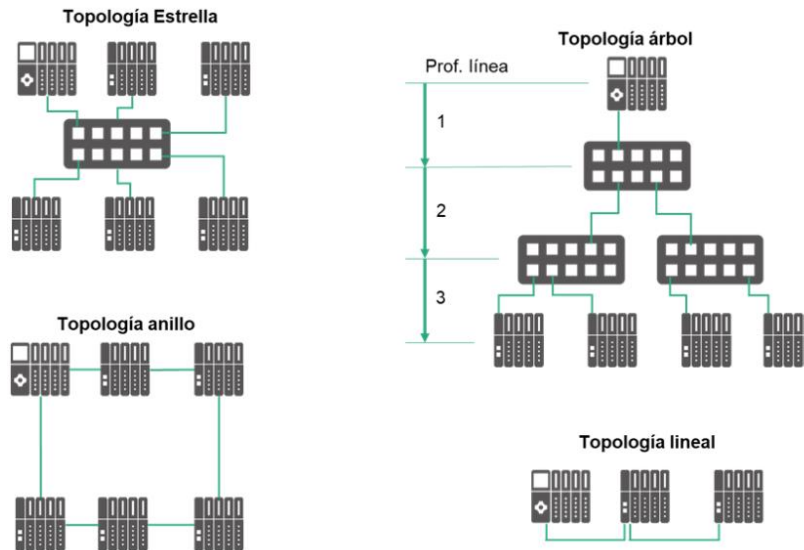 Topología Estrella
Topología árbol
Prof. línea
1
2
3
Topología anillo
Topología lineal